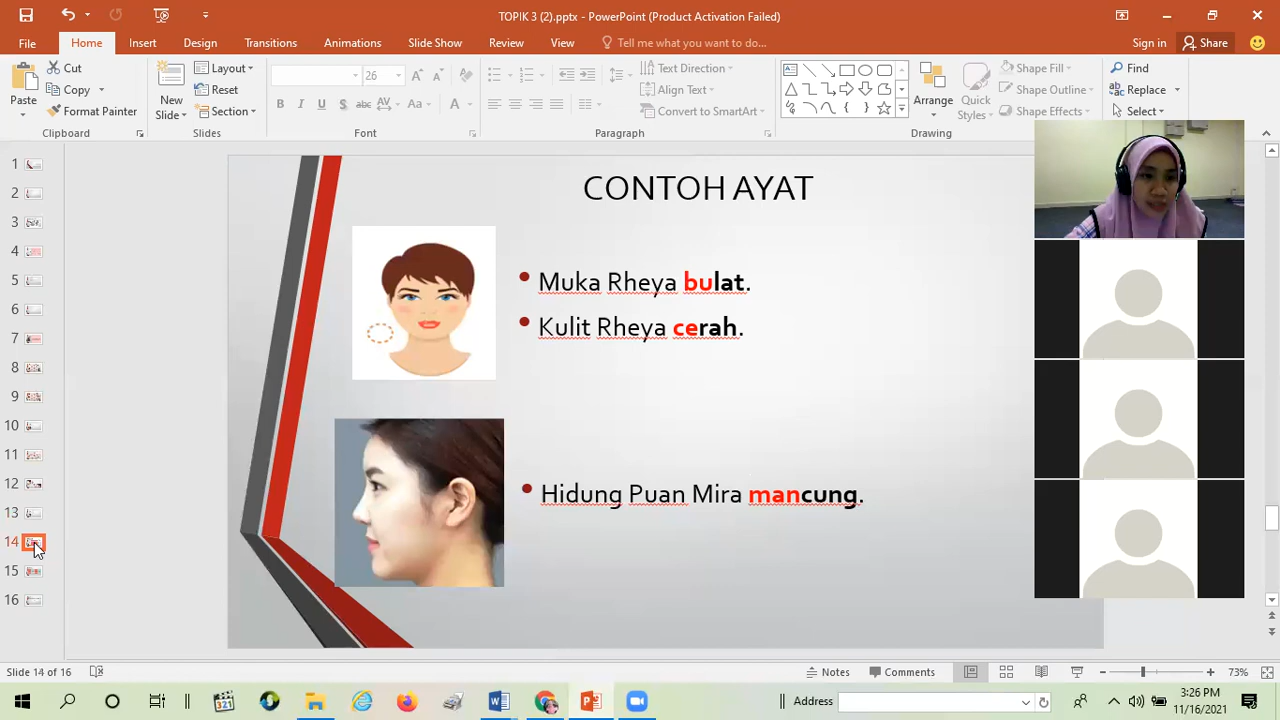 TOPIK 3 (2).pptx - PowerPoint (Product Activation Failed)
File Home Insert Design Transitions Animations Slide Show Review View Tell me what you want to do... Sign in Share
Paste Cut Copy Format Painter Clipboard
New Slide Layout Reset Section Slides
26
B I U S abc AV Aa A Font
Text Direction Align Text Convert to SmartArt Paragraph
Arrange Quick Styles Shape Fill Shape Outline Shape Effects Drawing
Find Replace Select
1
2
3
4
5
6
8
9
10
11
12
13
14
15
16
CONTOH AYAT
• Muka Rheya bulat.
• Kulit Rheya cerah.
• Hidung Puan Mira mancung.
Slide 14 of 16 Notes Comments 73%
321 Address 3:26 PM
11/16/2021